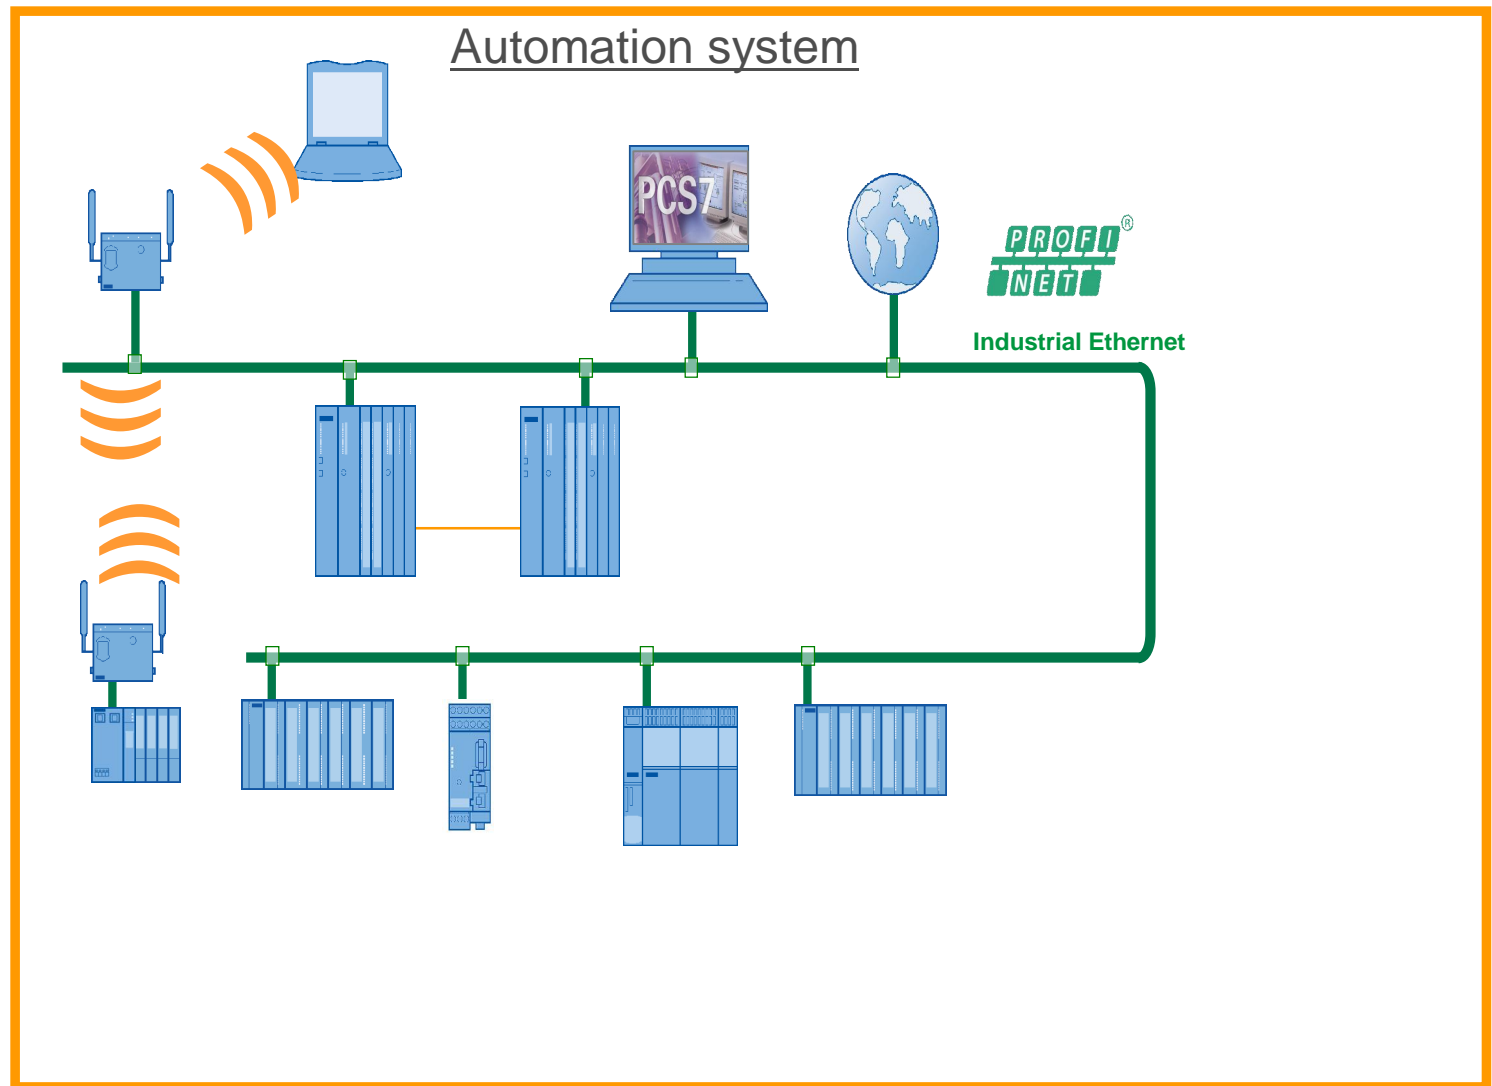 Automation system
PCS7
PROFI®
NET
Industrial Ethernet